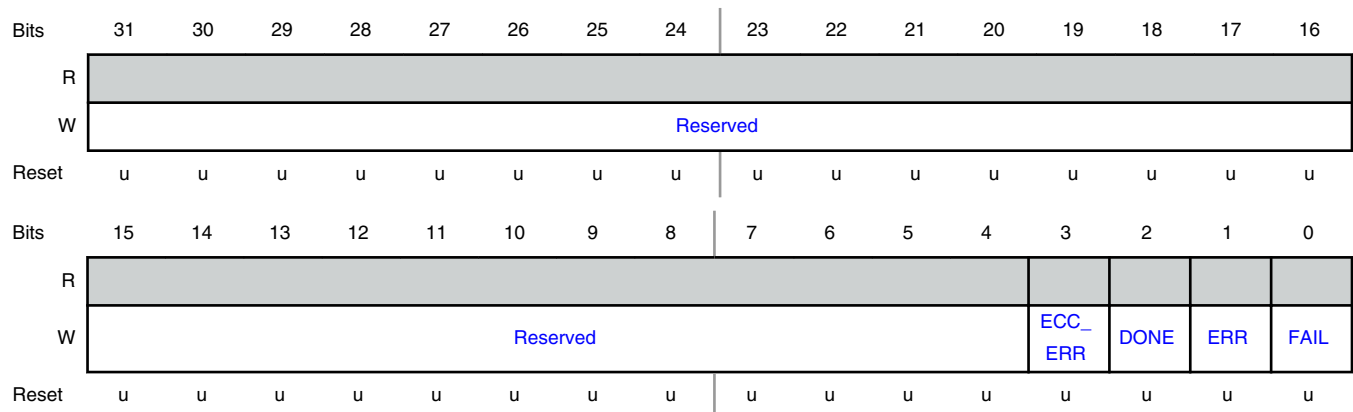 Bits 31 30 29 28 27 26 25 24 23 22 21 20 19 18 17 16
R
W Reserved
Reset u u u u u u u u u u u u u u u u
Bits 15 14 13 12 11 10 9 8 7 6 5 4 3 2 1 0
R
W Reserved ECC_ DONE ERR FAIL
ERR
Reset u u u u u u u u u u u u u u u u